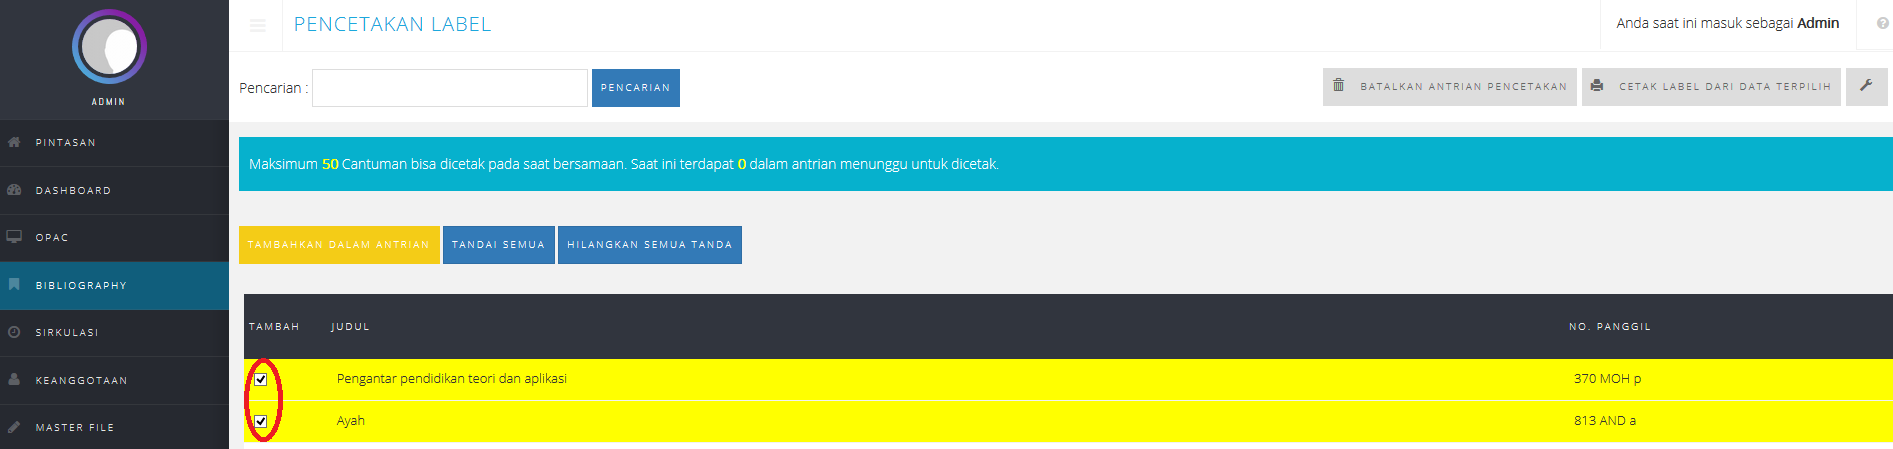 ADMIN
PINTASAN
DASHBOARD
OPAC
BIBLIOGRAPHY
SIRKULASI
KEANGGOTAAN
MASTER FILE
PENCETAKAN LABEL
Anda saat ini masuk sebagai Admin
Pencarian :
PENCARIAN
BATALKAN ANTRIAN PENCETAKAN
CETAK LABEL DARI DATA TERPILIH
Maksimum 50 Cantuman bisa dicetak pada saat bersamaan. Saat ini terdapat 0 dalam antrian menunggu untuk dicetak.
TAMBAHKAN DALAM ANTRIAN
TANDAI SEMUA
HILANGKAN SEMUA TANDA
TAMBAH JUDUL NO. PANGGIL
Pengantar pendidikan teori dan aplikasi 370 MOH p
Ayah 813 AND a